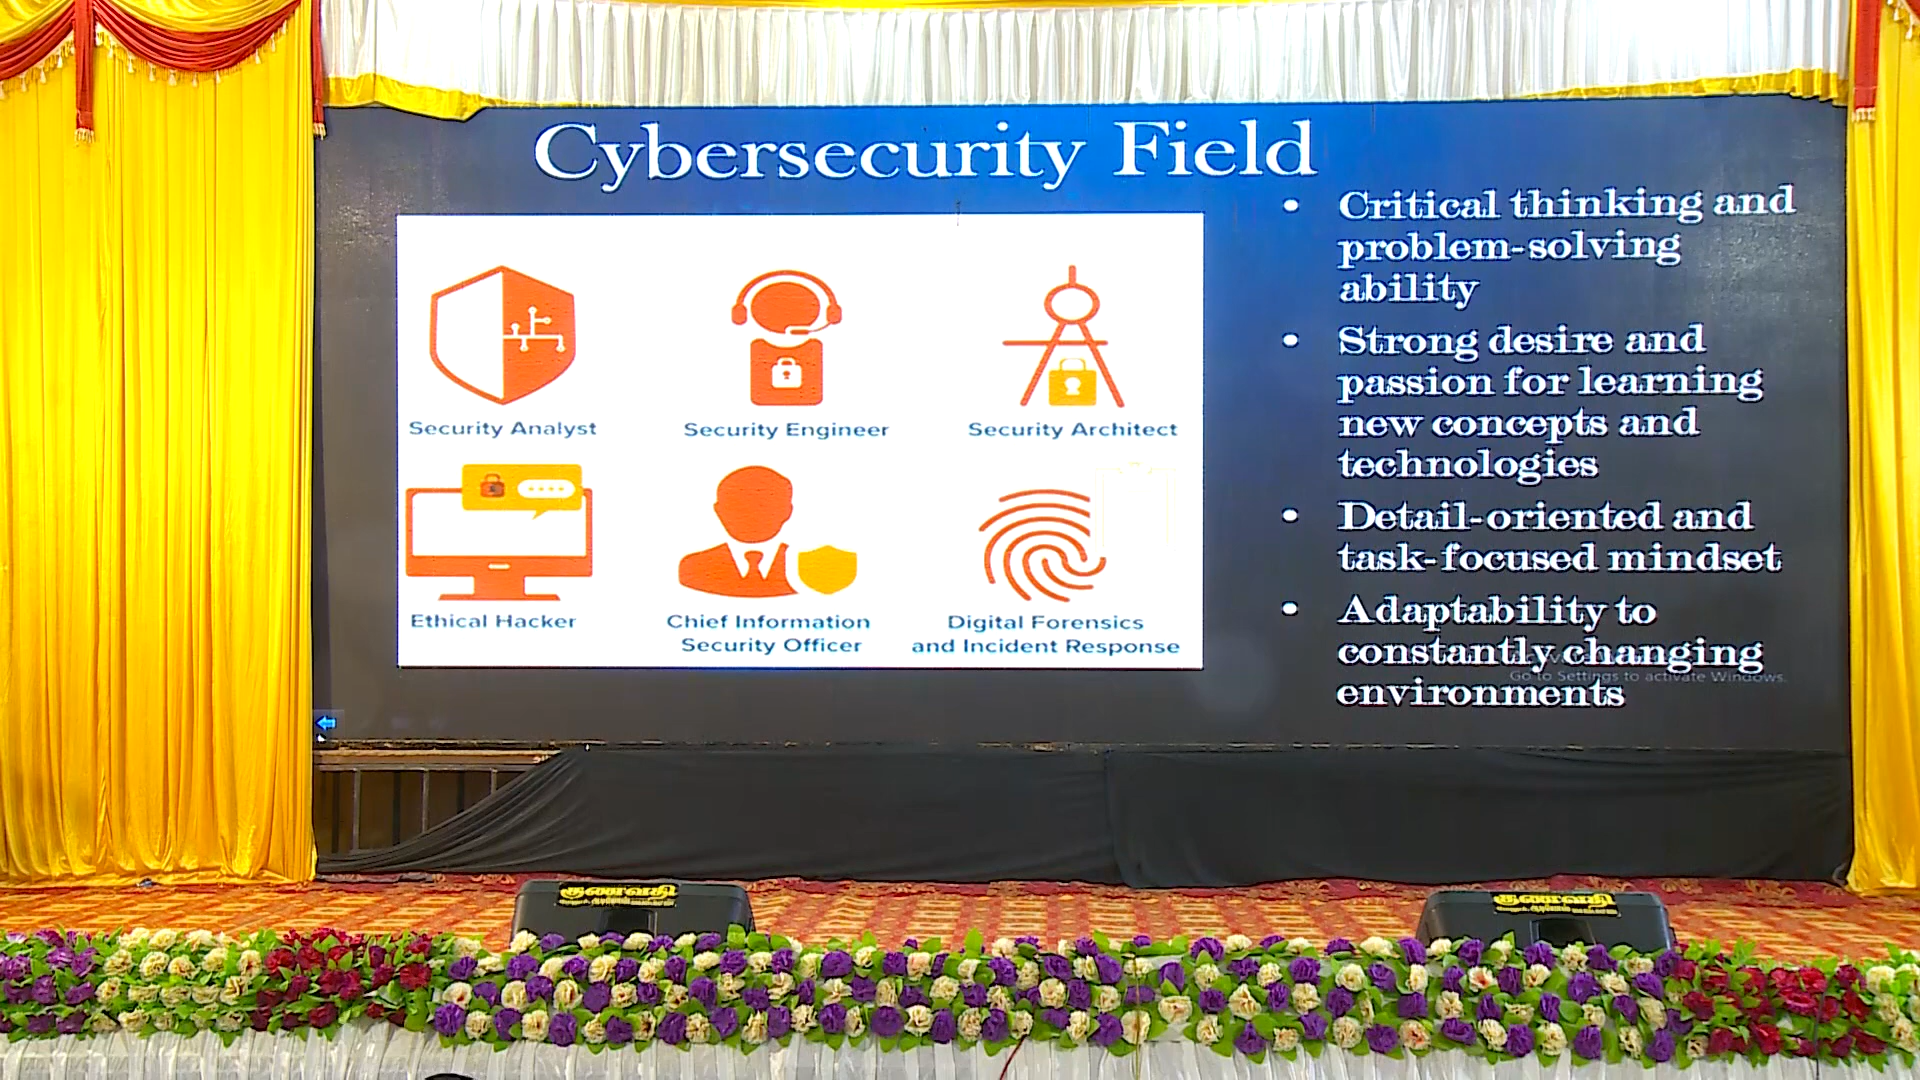 Cybersecurity Field
Security Analyst
Security Engineer
Security Architect
Ethical Hacker
Chief Information
Security Officer
Digital Forensics
and Incident Response
• Critical thinking and
problem-solving
ability
• Strong desire and
passion for learning
new concepts and
technologies
• Detail-oriented and
task-focused mindset
• Adaptability to
constantly changing
environments
Go to Settings to activate Windows.
குணவதி
குணவதி